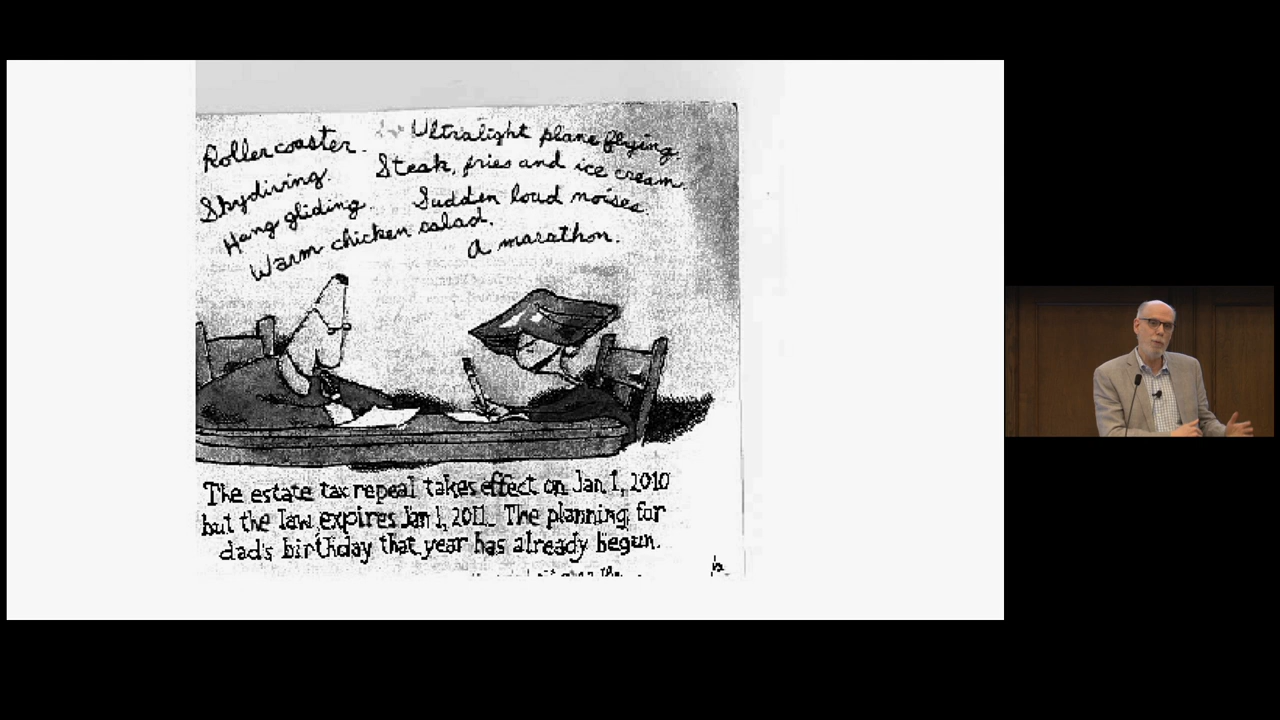 Rollercoaster.
Ultralight plane flying.
Skydiving.
Steak, fries and ice cream.
Hang gliding.
Sudden loud noises.
Warm chicken salad.
A marathon.
The estate tax repeal takes effect on Jan 1, 2010
but the law expires Jan 1, 2011. The planning for
dad's birthday that year has already begun.